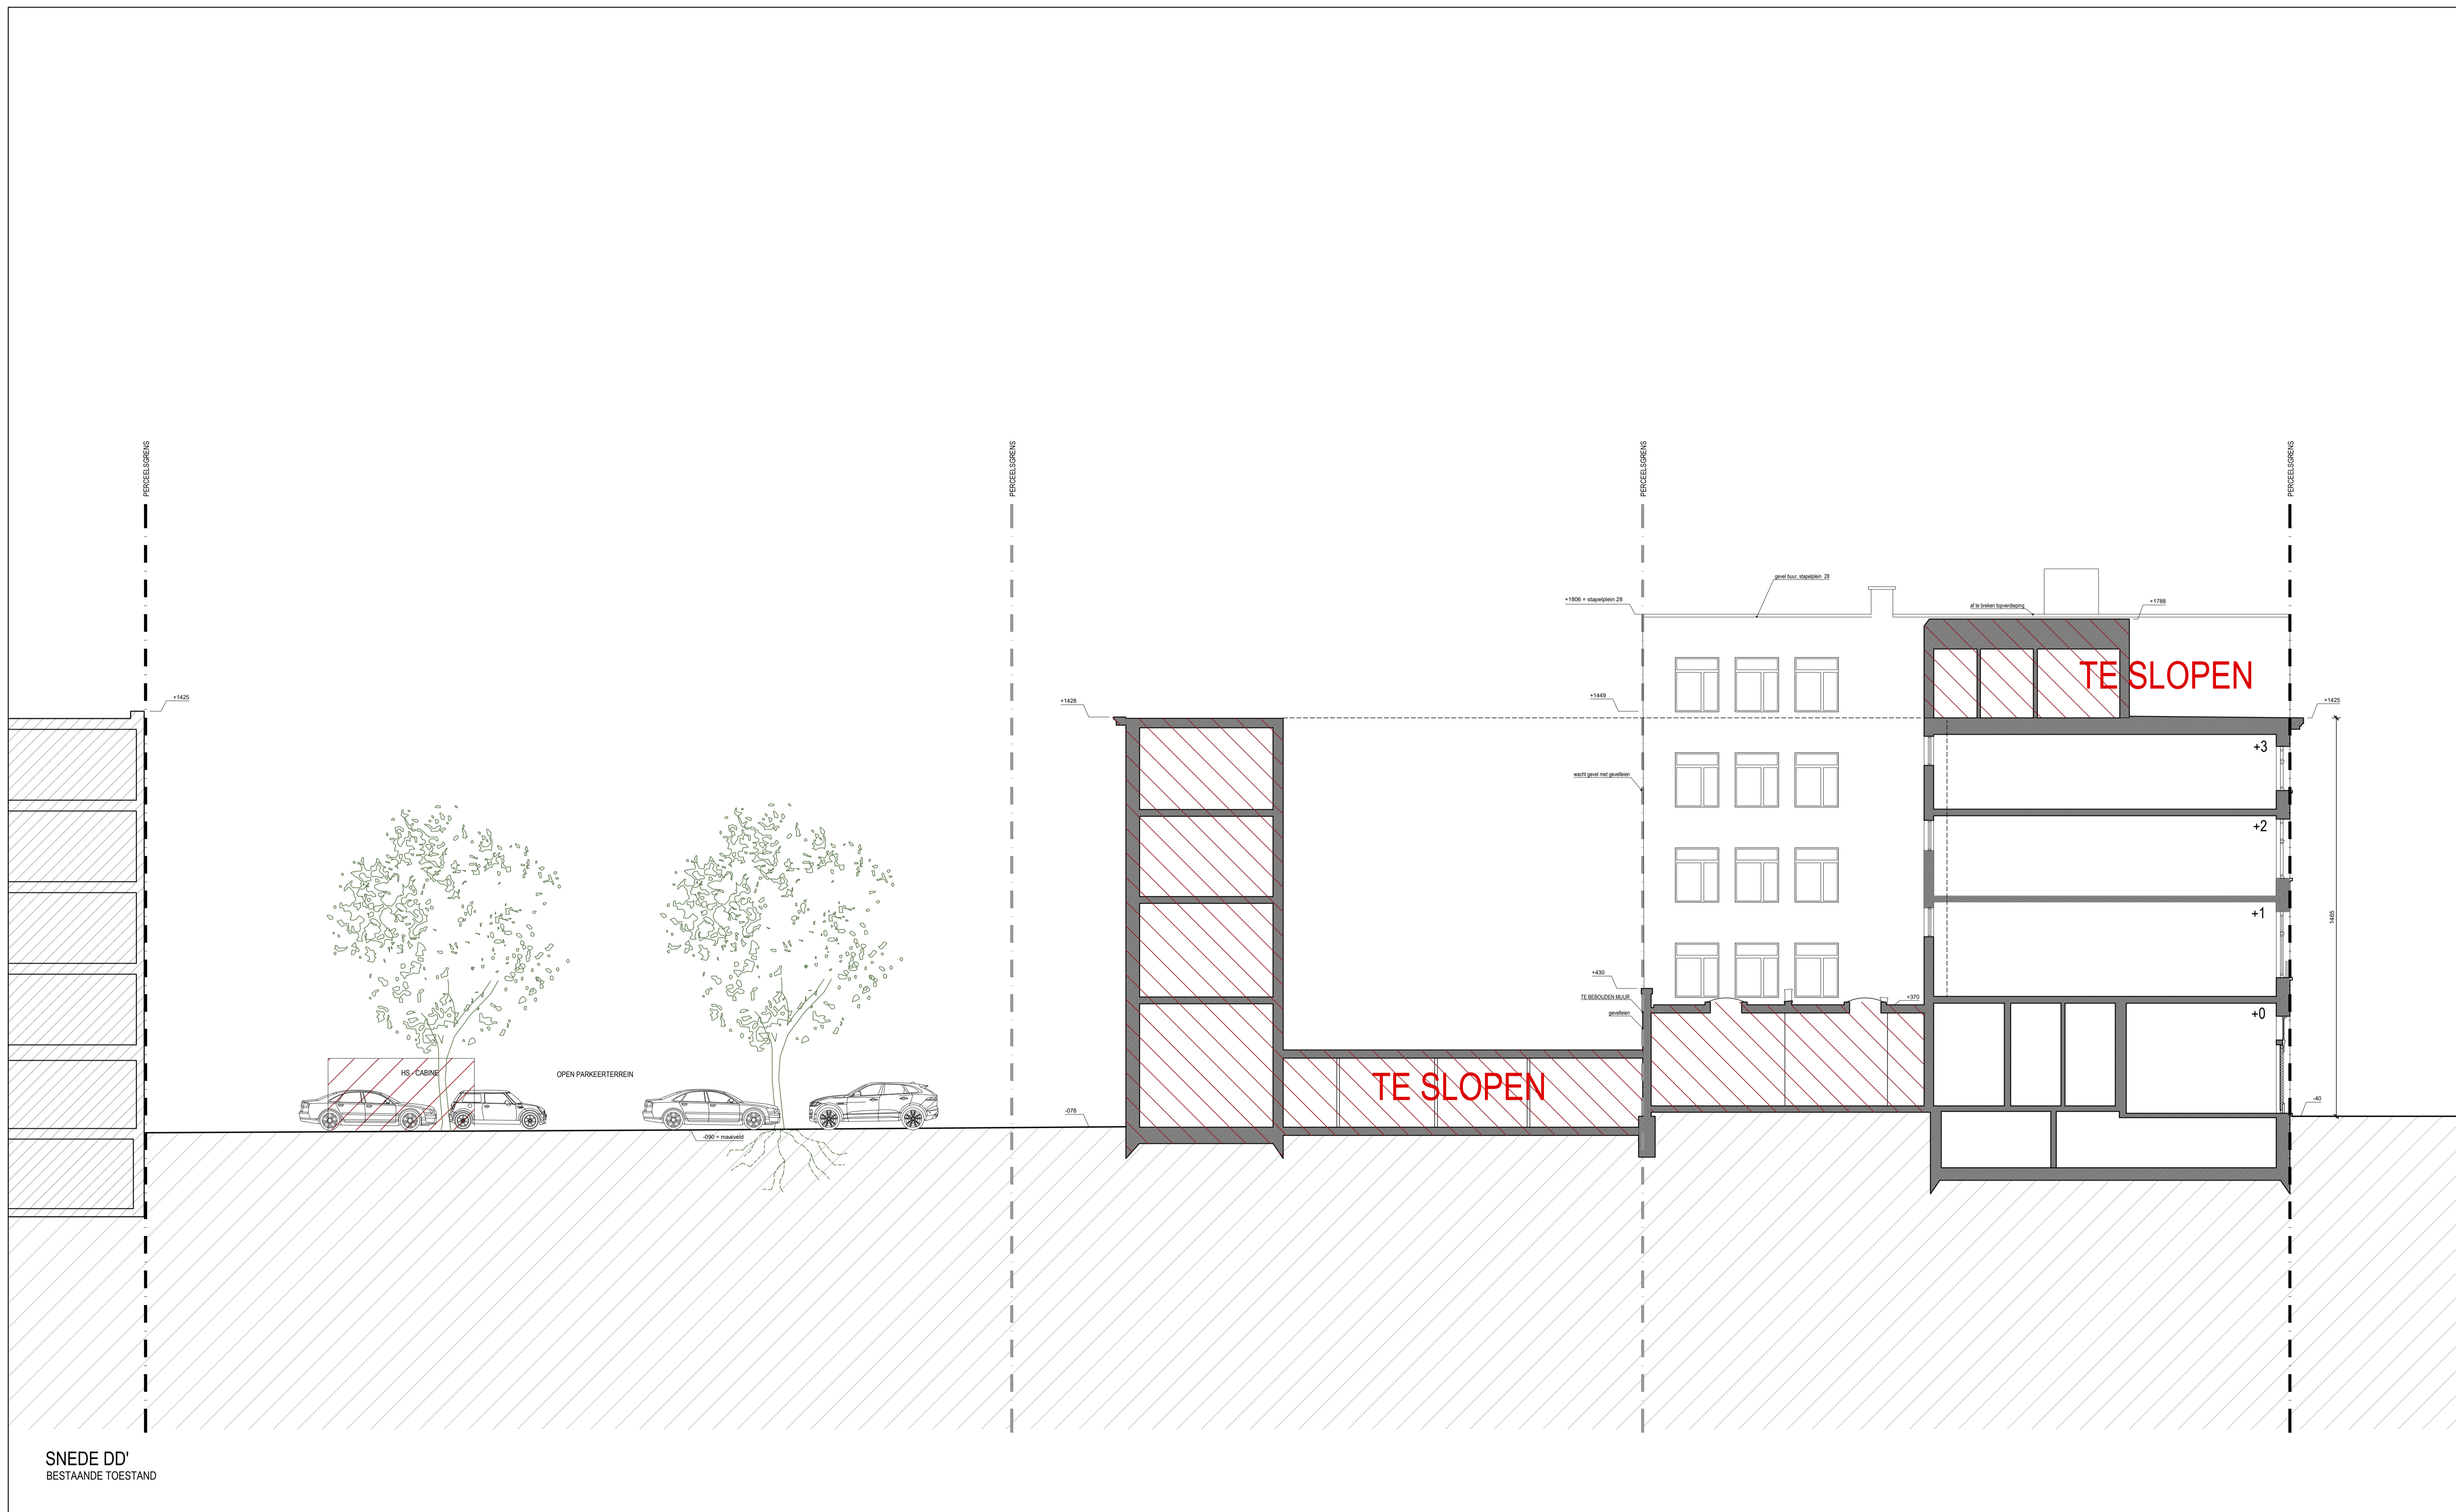 PERCEELSGRENS
PERCEELSGRENS
PERCEELSGRENS
PERCEELSGRENS
gevel buur, stapelplein 28
+1806 = stapelplein 28
af te breken topverdieping
+1788
TE SLOPEN
+1425
+1428
+1449
+1425
+3
wacht gevel met gevelleien
+2
+1
1465
+430
TE BEBOUDEN MUUR
+370
gevelleien
+0
HS - CABINE
OPEN PARKEERTERREIN
TE SLOPEN
-078
-40
-090 = maaiveld
SNEDE DD'
BESTAANDE TOESTAND